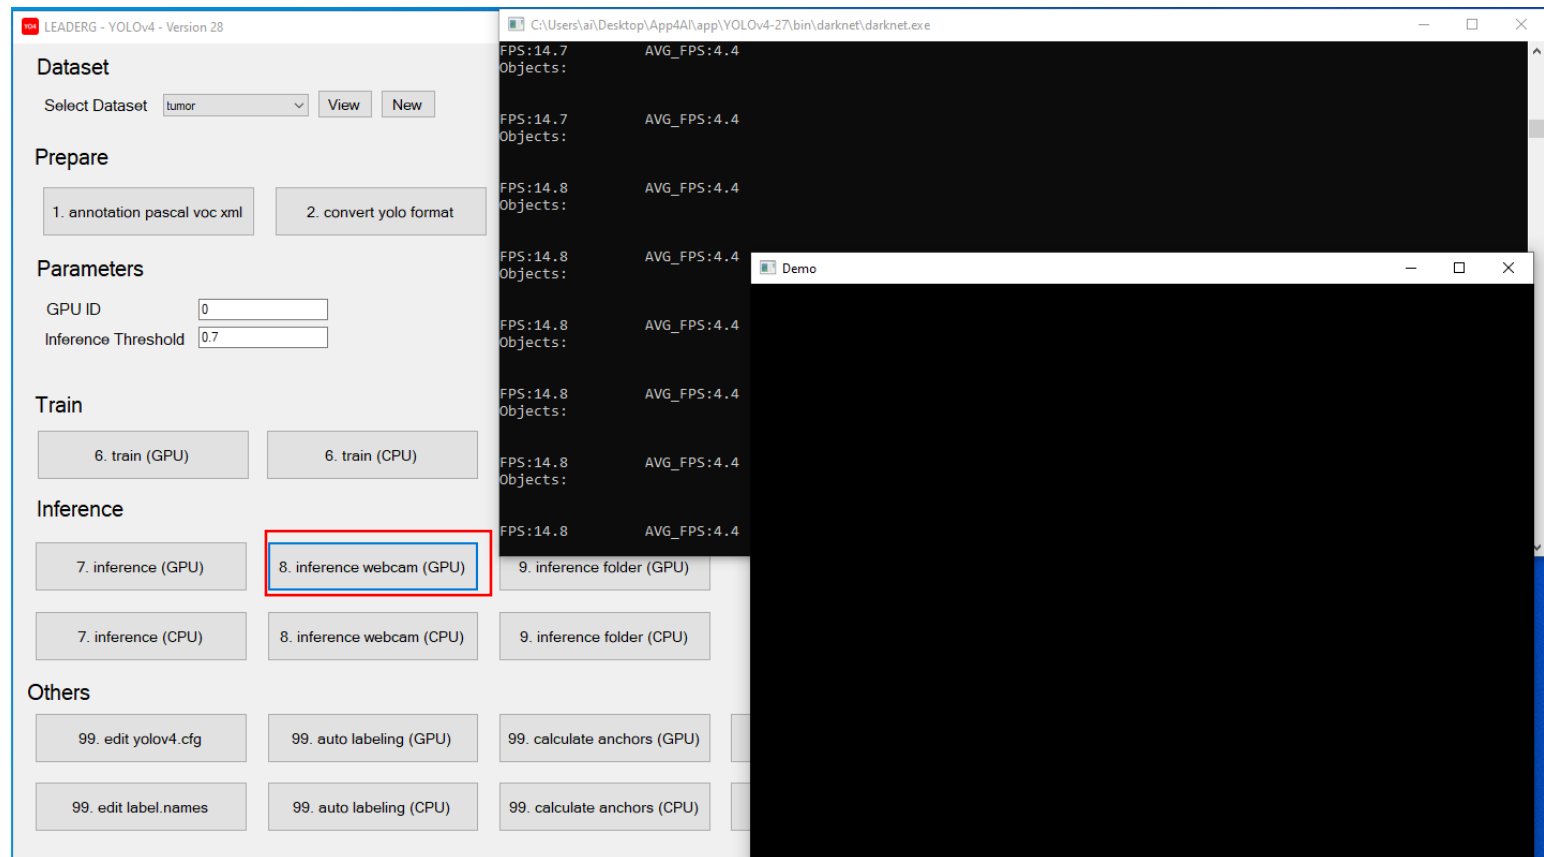 YO4 LEADERG - YOLOv4 - Version 28
Dataset
Select Dataset tumor View New
Prepare
1. annotation pascal voc xml 2. convert yolo format
Parameters
GPU ID 0
Inference Threshold 0.7
Train
6. train (GPU) 6. train (CPU)
Inference
7. inference (GPU) 8. inference webcam (GPU) 9. inference folder (GPU)
7. inference (CPU) 8. inference webcam (CPU) 9. inference folder (CPU)
Others
99. edit yolov4.cfg 99. auto labeling (GPU) 99. calculate anchors (GPU)
99. edit label.names 99. auto labeling (CPU) 99. calculate anchors (CPU)
C:\Users\ai\Desktop\App4AI\app\YOLOv4-27\bin\darknet\darknet.exe
FPS:14.7 AVG_FPS:4.4
Objects:
FPS:14.7 AVG_FPS:4.4
Objects:
FPS:14.8 AVG_FPS:4.4
Objects:
FPS:14.8 AVG_FPS:4.4
Objects:
FPS:14.8 AVG_FPS:4.4
Objects:
FPS:14.8 AVG_FPS:4.4
Objects:
FPS:14.8 AVG_FPS:4.4
Objects:
FPS:14.8 AVG_FPS:4.4
Demo